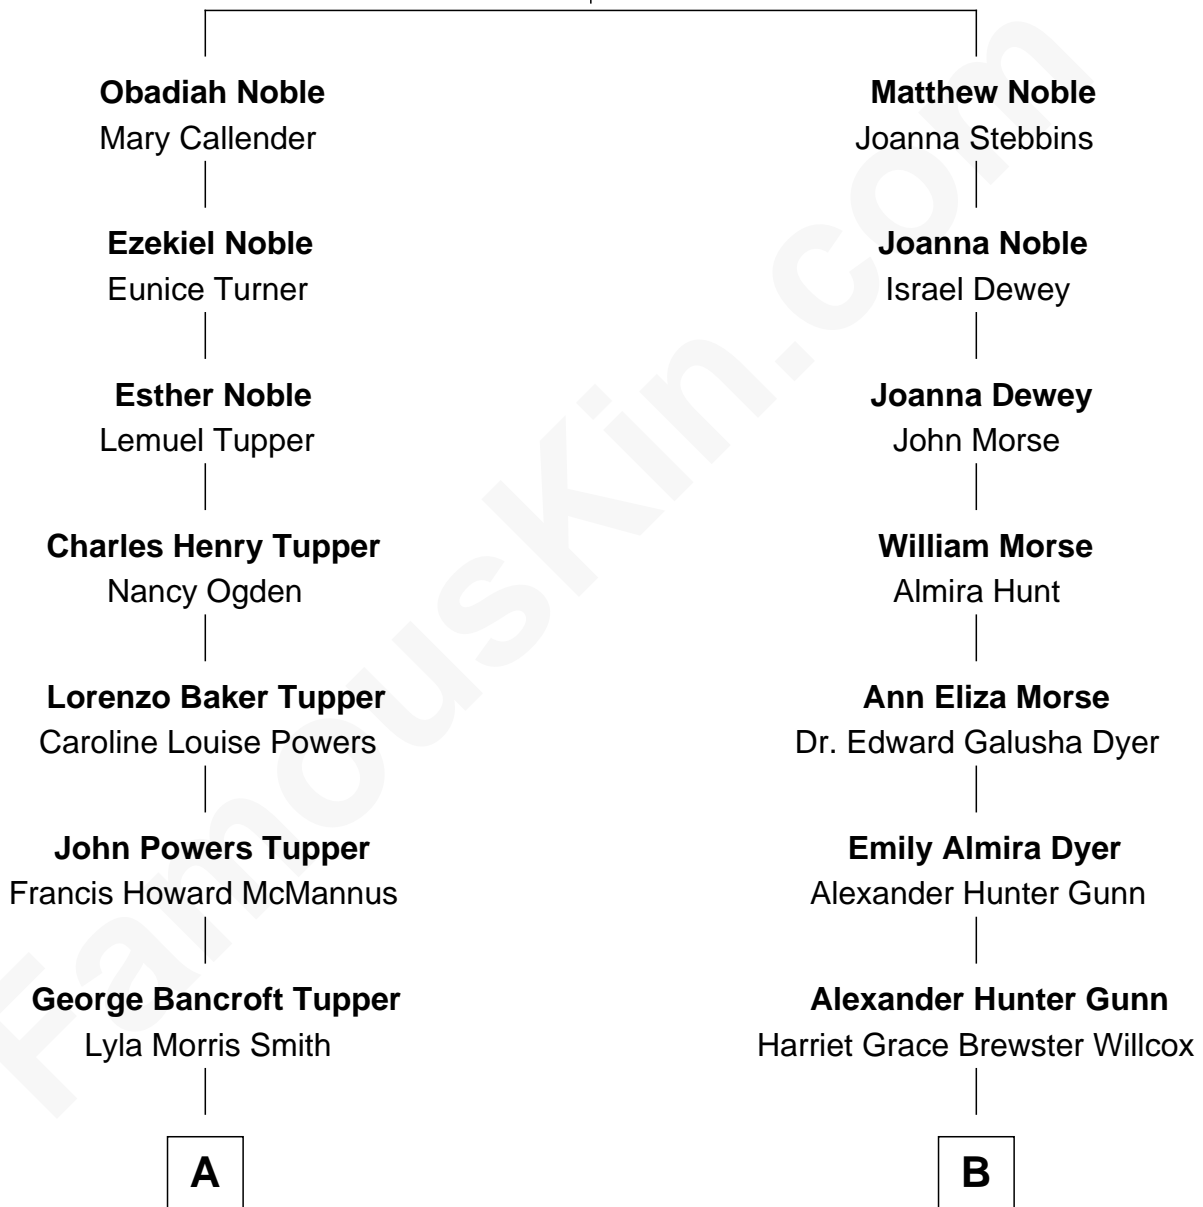 Obadiah Noble
Mary Callender
Ezekiel Noble
Eunice Turner
Esther Noble
Lemuel Tupper
Charles Henry Tupper
Nancy Ogden
Lorenzo Baker Tupper
Caroline Louise Powers
John Powers Tupper
Francis Howard McMannus
George Bancroft Tupper
Lyla Morris Smith
A
Matthew Noble
Joanna Stebbins
Joanna Noble
Israel Dewey
Joanna Dewey
John Morse
William Morse
Almira Hunt
Ann Eliza Morse
Dr. Edward Galusha Dyer
Emily Almira Dyer
Alexander Hunter Gunn
Alexander Hunter Gunn
Harriet Grace Brewster Willcox
B
FamousKin.com